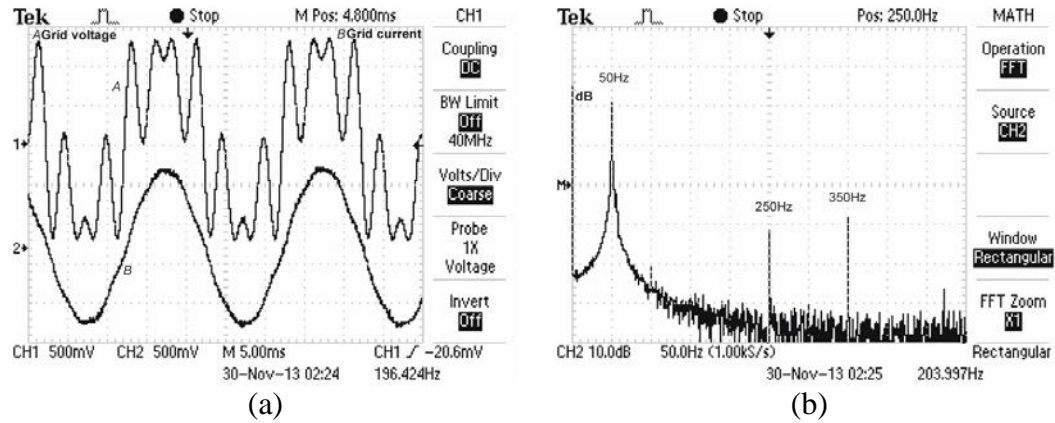 Tek Stop M Pos: 4.800ms CH1
A Grid voltage B Grid current
Coupling
DC
A
BW Limit
Off
40MHz
1
Volts/Div
Coarse
Probe
1X
Voltage
2
B
Invert
Off
CH1 500mV CH2 500mV M 5.00ms CH1 -20.6mV
30-Nov-13 02:24 196.424Hz
(a)
Tek Stop Pos: 250.0Hz MATH
Operation
FFT
50Hz
dB
Source
CH2
M
250Hz
350Hz
Window
Rectangular
FFT Zoom
X1
CH2 10.0dB 50.0Hz (1.00kS/s) Rectangular
30-Nov-13 02:25 203.997Hz
(b)